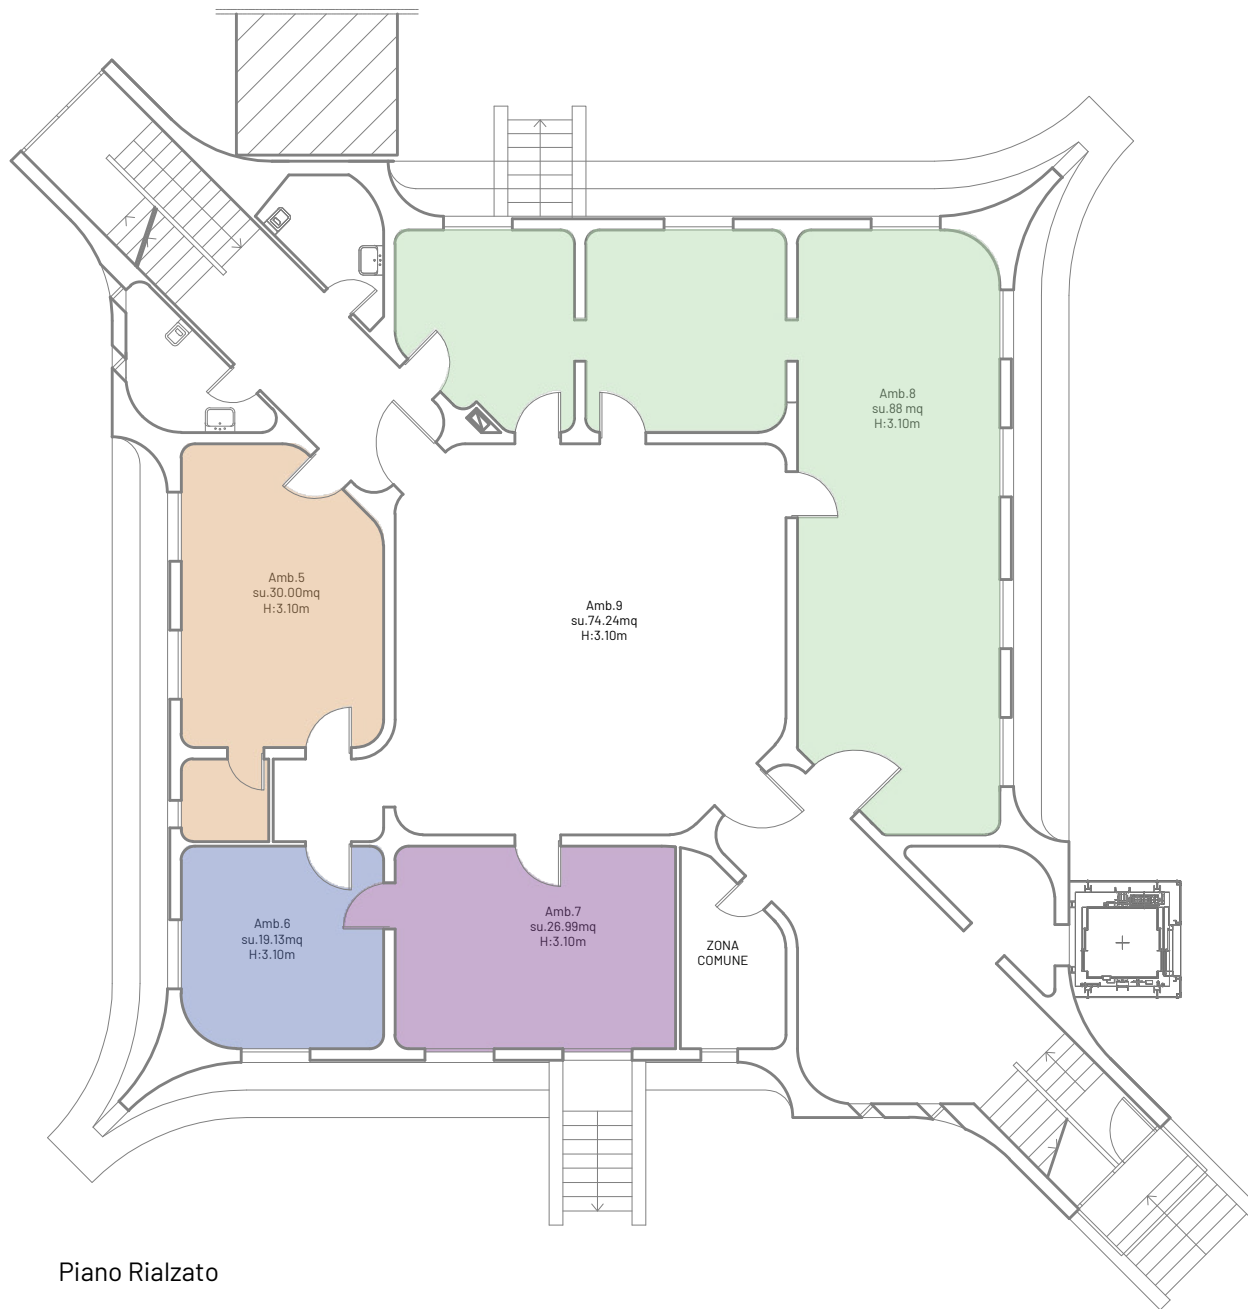 Amb.8
su.88 mq
H:3.10m
Amb.5
su.30.00mq
H:3.10m
Amb.9
su.74.24mq
H:3.10m
Amb.6
su.19.13mq
H:3.10m
Amb.7
su.26.99mq
H:3.10m
ZONA
COMUNE
Piano Rialzato